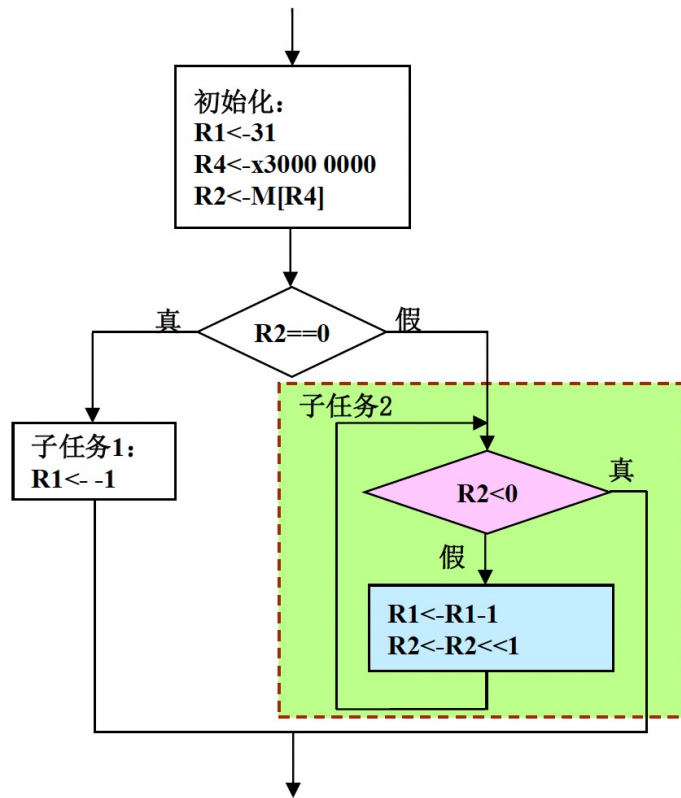 初始化：
R1<-31
R4<-x3000 0000
R2<-M[R4]
真
R2==0
假
子任务1：
R1<- -1
子任务2
R2<0
真
假
R1<-R1-1
R2<-R2<<1